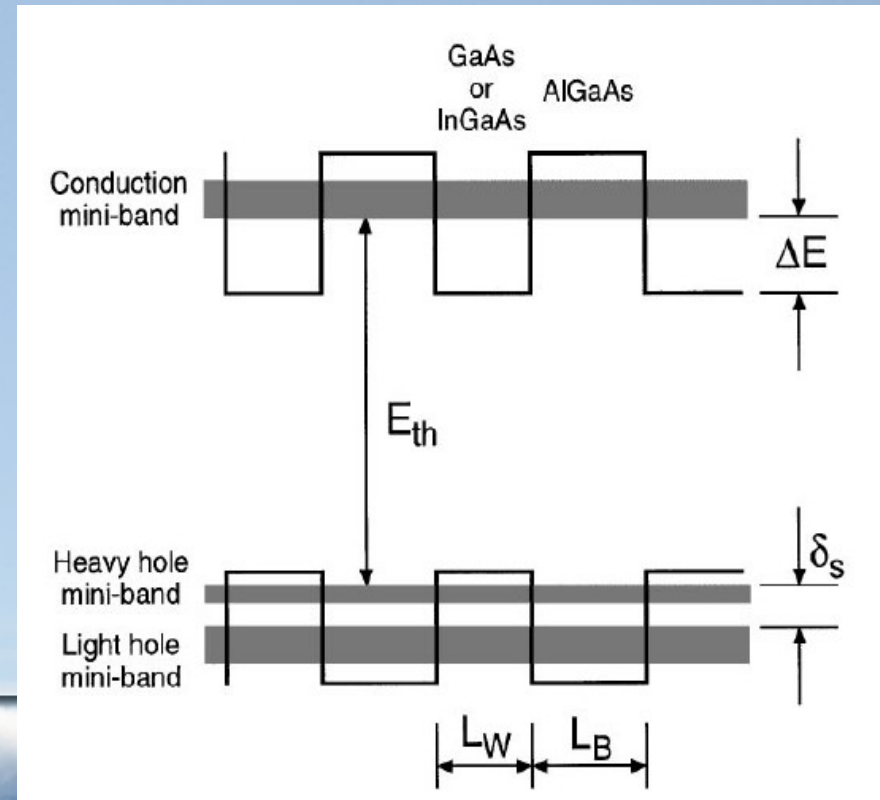 GaAs
or
InGaAs
AlGaAs
Conduction
mini-band
ΔE
E_th
Heavy hole
mini-band
δ_s
Light hole
mini-band
L_W
L_B